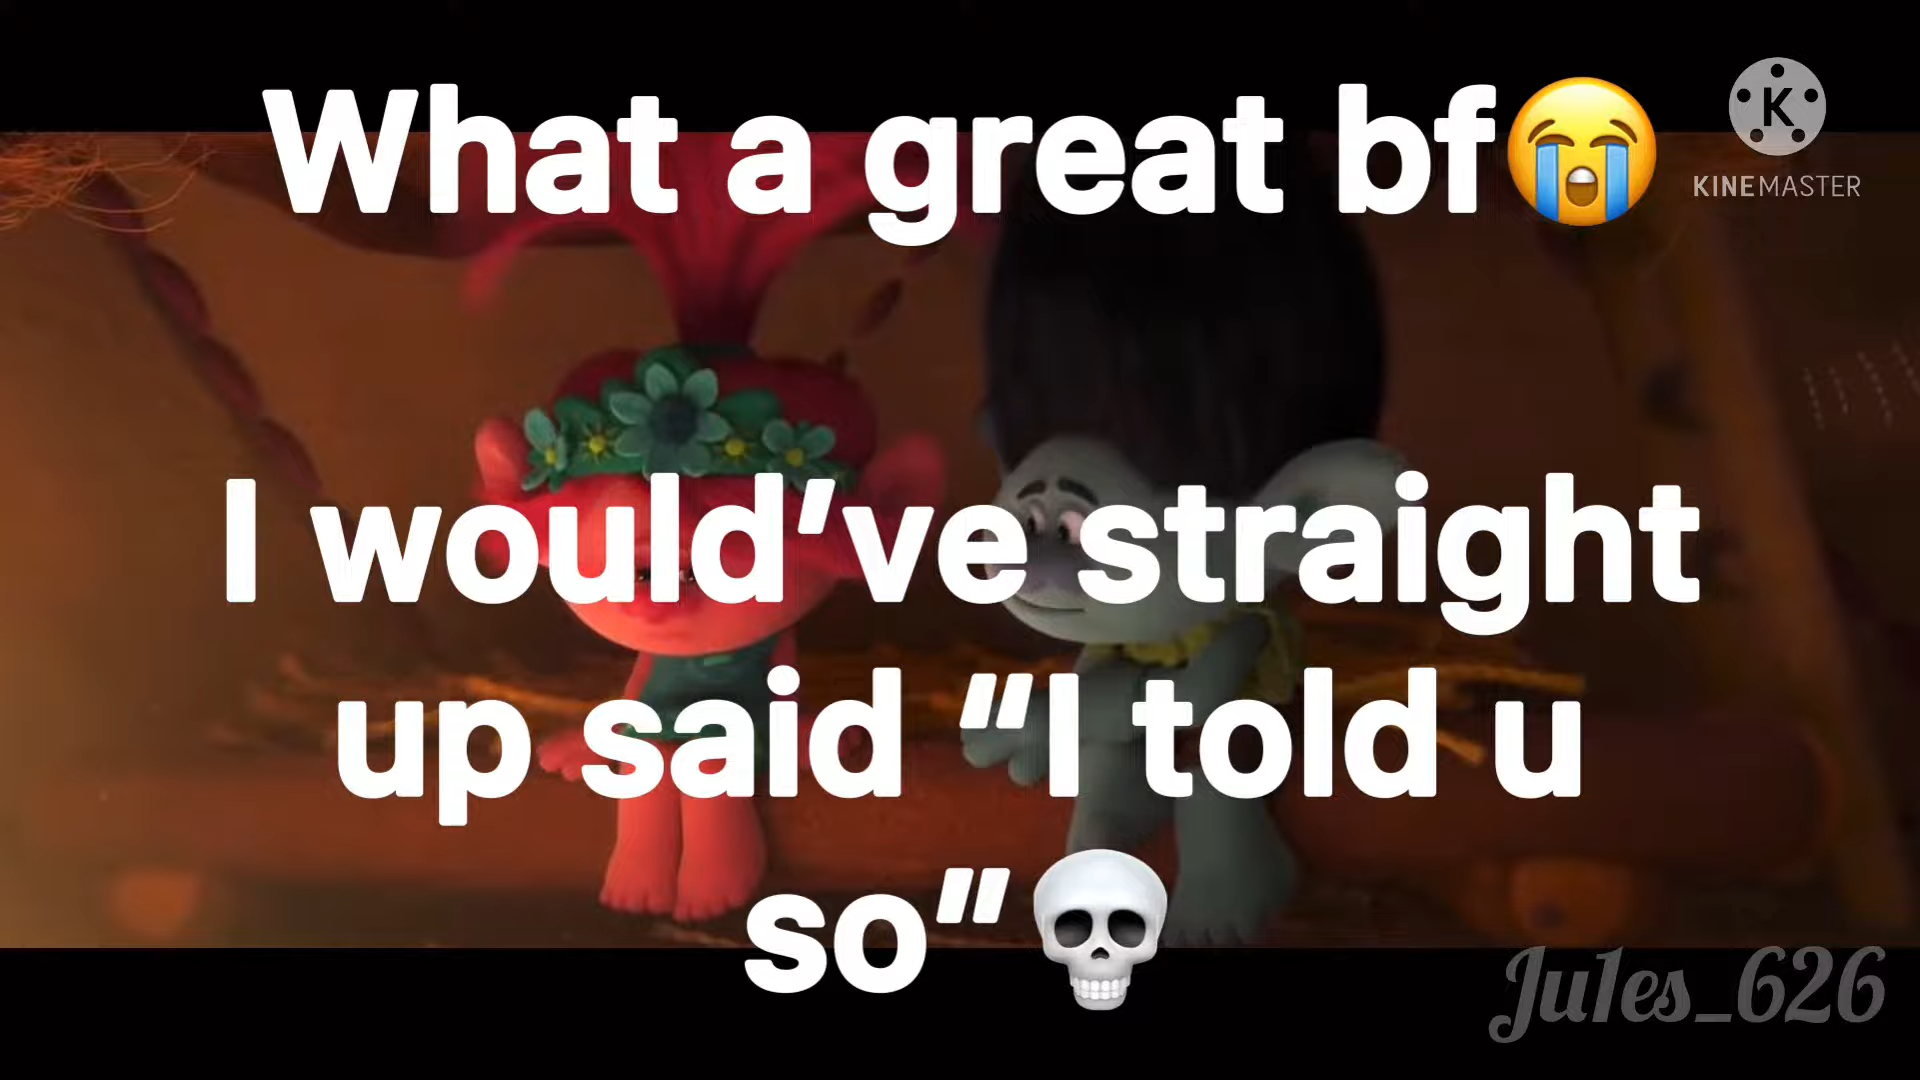 What a great bf😭
K
KINEMASTER
I would’ve straight
up said “I told u
so”💀
Ju1es_626